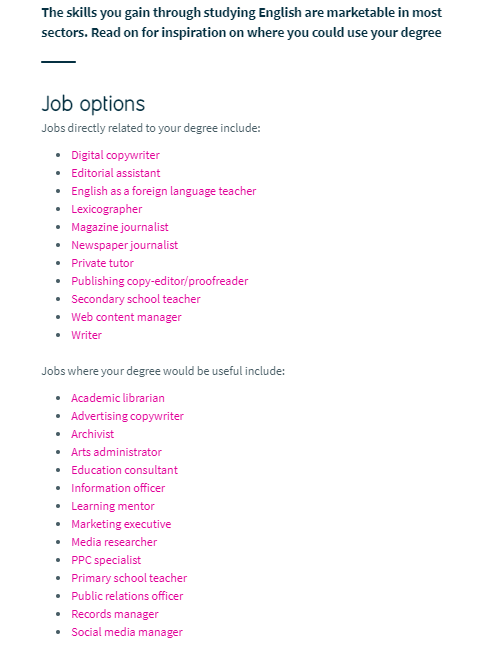 The skills you gain through studying English are marketable in most
sectors. Read on for inspiration on where you could use your degree
Job options
Jobs directly related to your degree include:
Digital copywriter
Editorial assistant
English as a foreign language teacher
Lexicographer
Magazine journalist
Newspaper journalist
Private tutor
Publishing copy-editor/proofreader
Secondary school teacher
Web content manager
Writer
Jobs where your degree would be useful include:
Academic librarian
Advertising copywriter
Archivist
Arts administrator
Education consultant
Information officer
Learning mentor
Marketing executive
Media researcher
PPC specialist
Primary school teacher
Public relations officer
Records manager
Social media manager